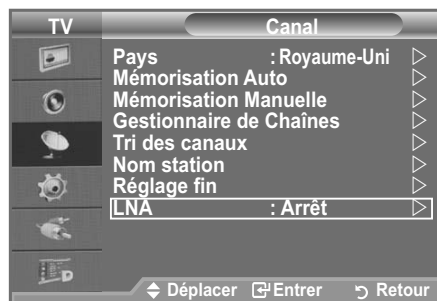 TV Canal
Pays : Royaume-Uni
Mémorisation Auto
Mémorisation Manuelle
Gestionnaire de Chaînes
Tri des canaux
Nom station
Réglage fin
LNA : Arrêt
Déplacer Entrer Retour